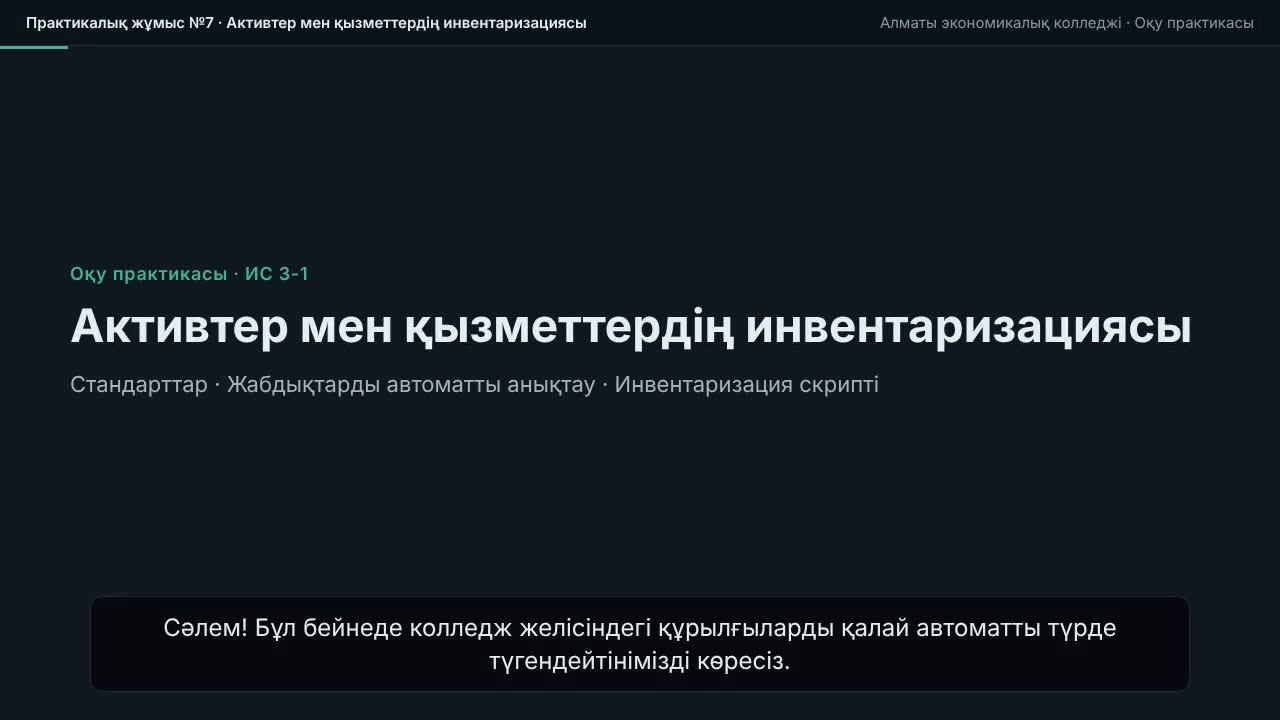 Практикалық жұмыс №7 · Активтер мен қызметтердің инвентаризациясы
Алматы экономикалық колледжі · Оқу практикасы
Оқу практикасы · ИС 3-1
Активтер мен қызметтердің инвентаризациясы
Стандарттар · Жабдықтарды автоматты анықтау · Инвентаризация скрипті
Сәлем! Бұл бейнеде колледж желісіндегі құрылғыларды қалай автоматты түрде
түгендейтінімізді көресіз.